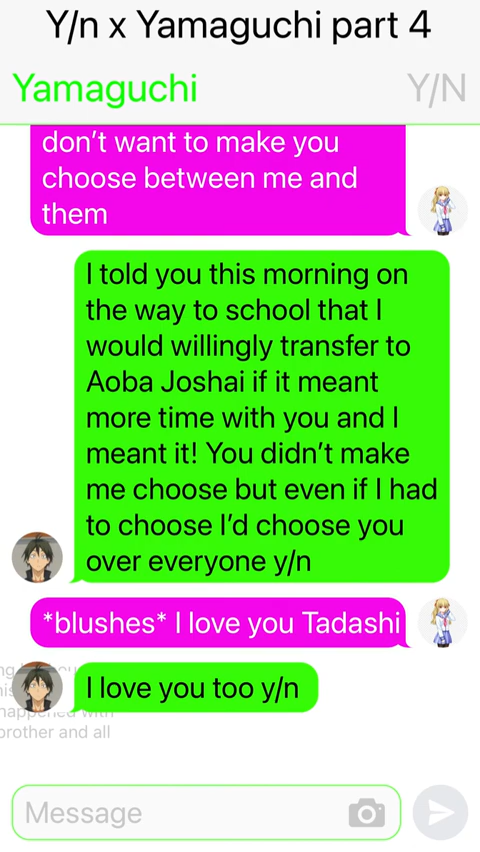 Y/n x Yamaguchi part 4
Yamaguchi
Y/N
don't want to make you
choose between me and
them
I told you this morning on
the way to school that I
would willingly transfer to
Aoba Joshai if it meant
more time with you and I
meant it! You didn't make
me choose but even if I had
to choose I'd choose you
over everyone y/n
*blushes* I love you Tadashi
I love you too y/n
happened with
brother and all
Message